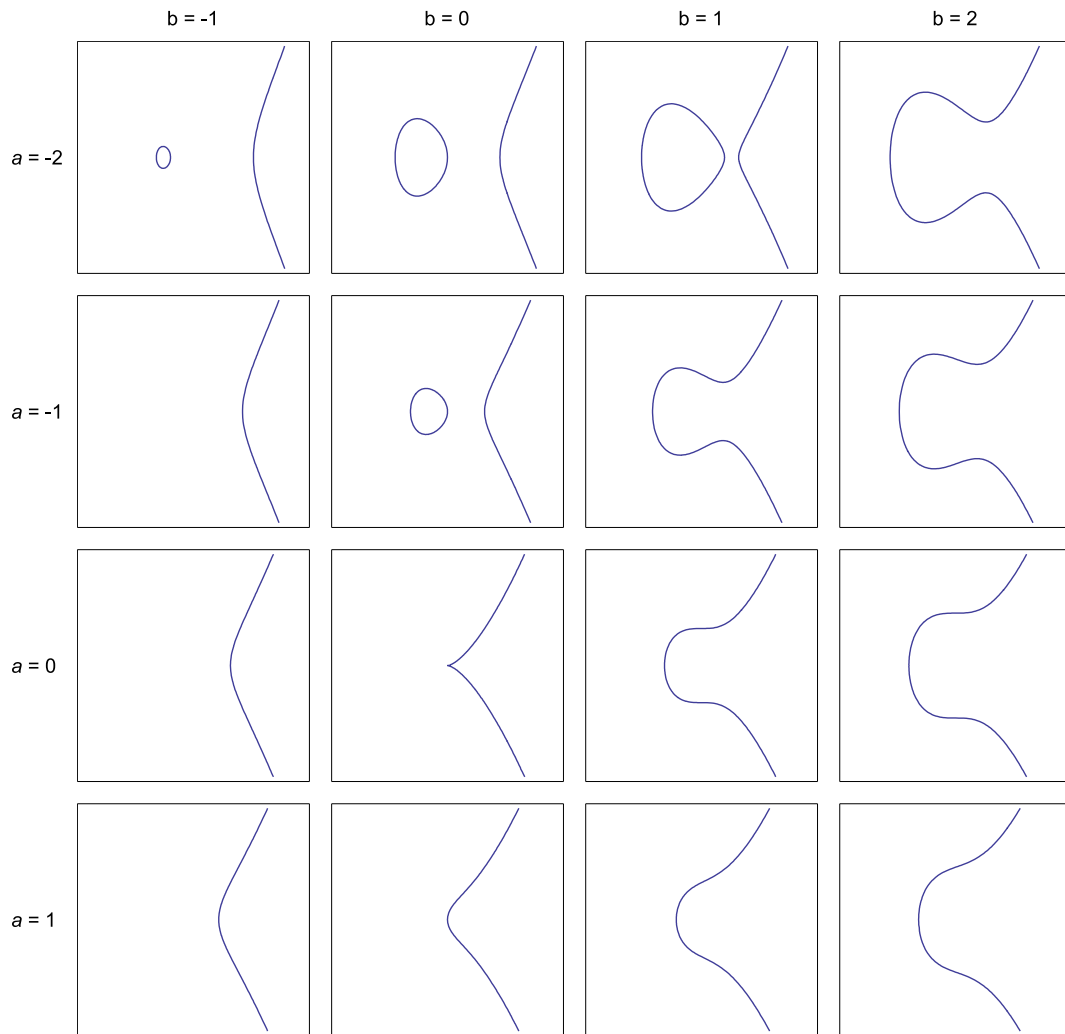 b = -1 b = 0 b = 1 b = 2
a = -2
a = -1
a = 0
a = 1